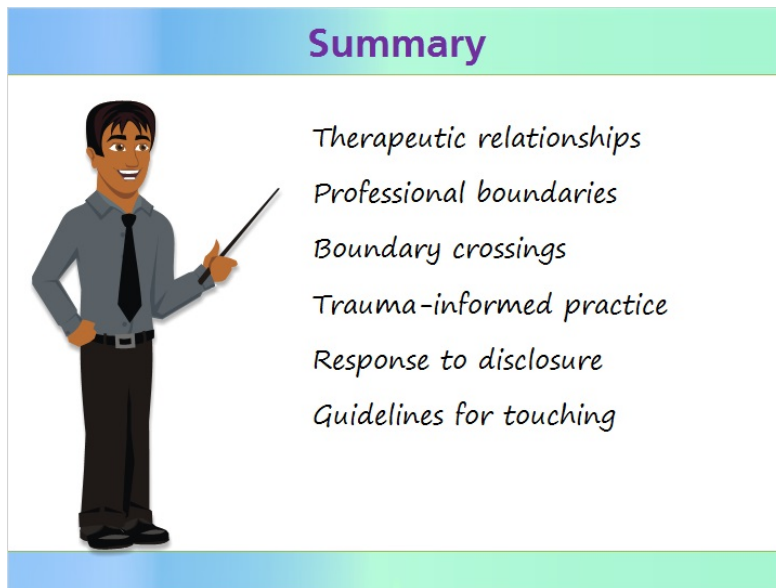 Summary
Therapeutic relationships
Professional boundaries
Boundary crossings
Trauma-informed practice
Response to disclosure
Guidelines for touching